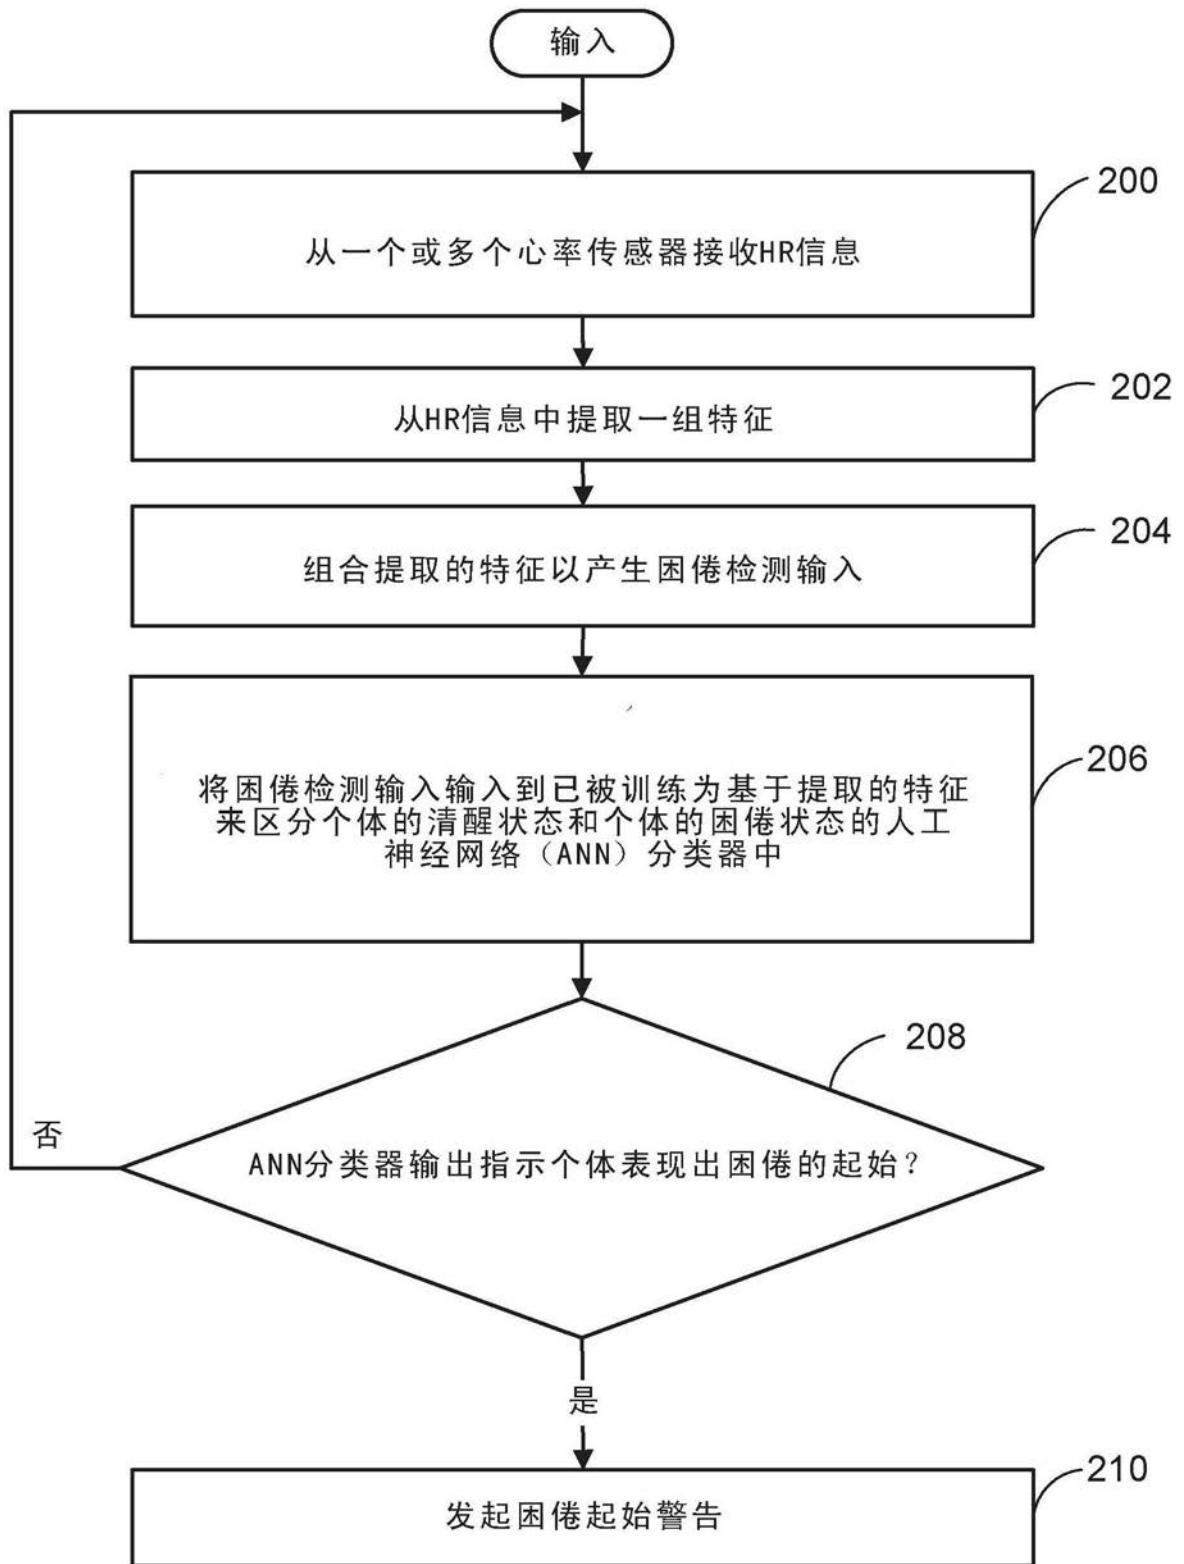 输入
200
从一个或多个心率传感器接收HR信息
202
从HR信息中提取一组特征
204
组合提取的特征以产生困倦检测输入
206
将困倦检测输入输入到已被训练为基于提取的特征
来区分个体的清醒状态和个体的困倦状态的人工
神经网络（ANN）分类器中
208
否
ANN分类器输出指示个体表现出困倦的起始？
是
210
发起困倦起始警告